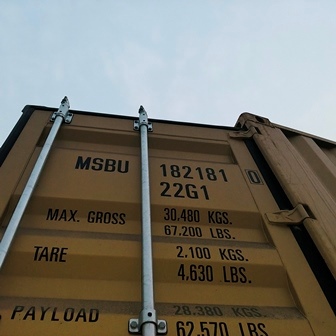 MSBU 182181 0
22G1
MAX. GROSS 30.480 KGS.
67.200 LBS.
TARE 2,100 KGS.
4,630 LBS.
PAYLOAD 28.380 KGS.
62.570 LBS.